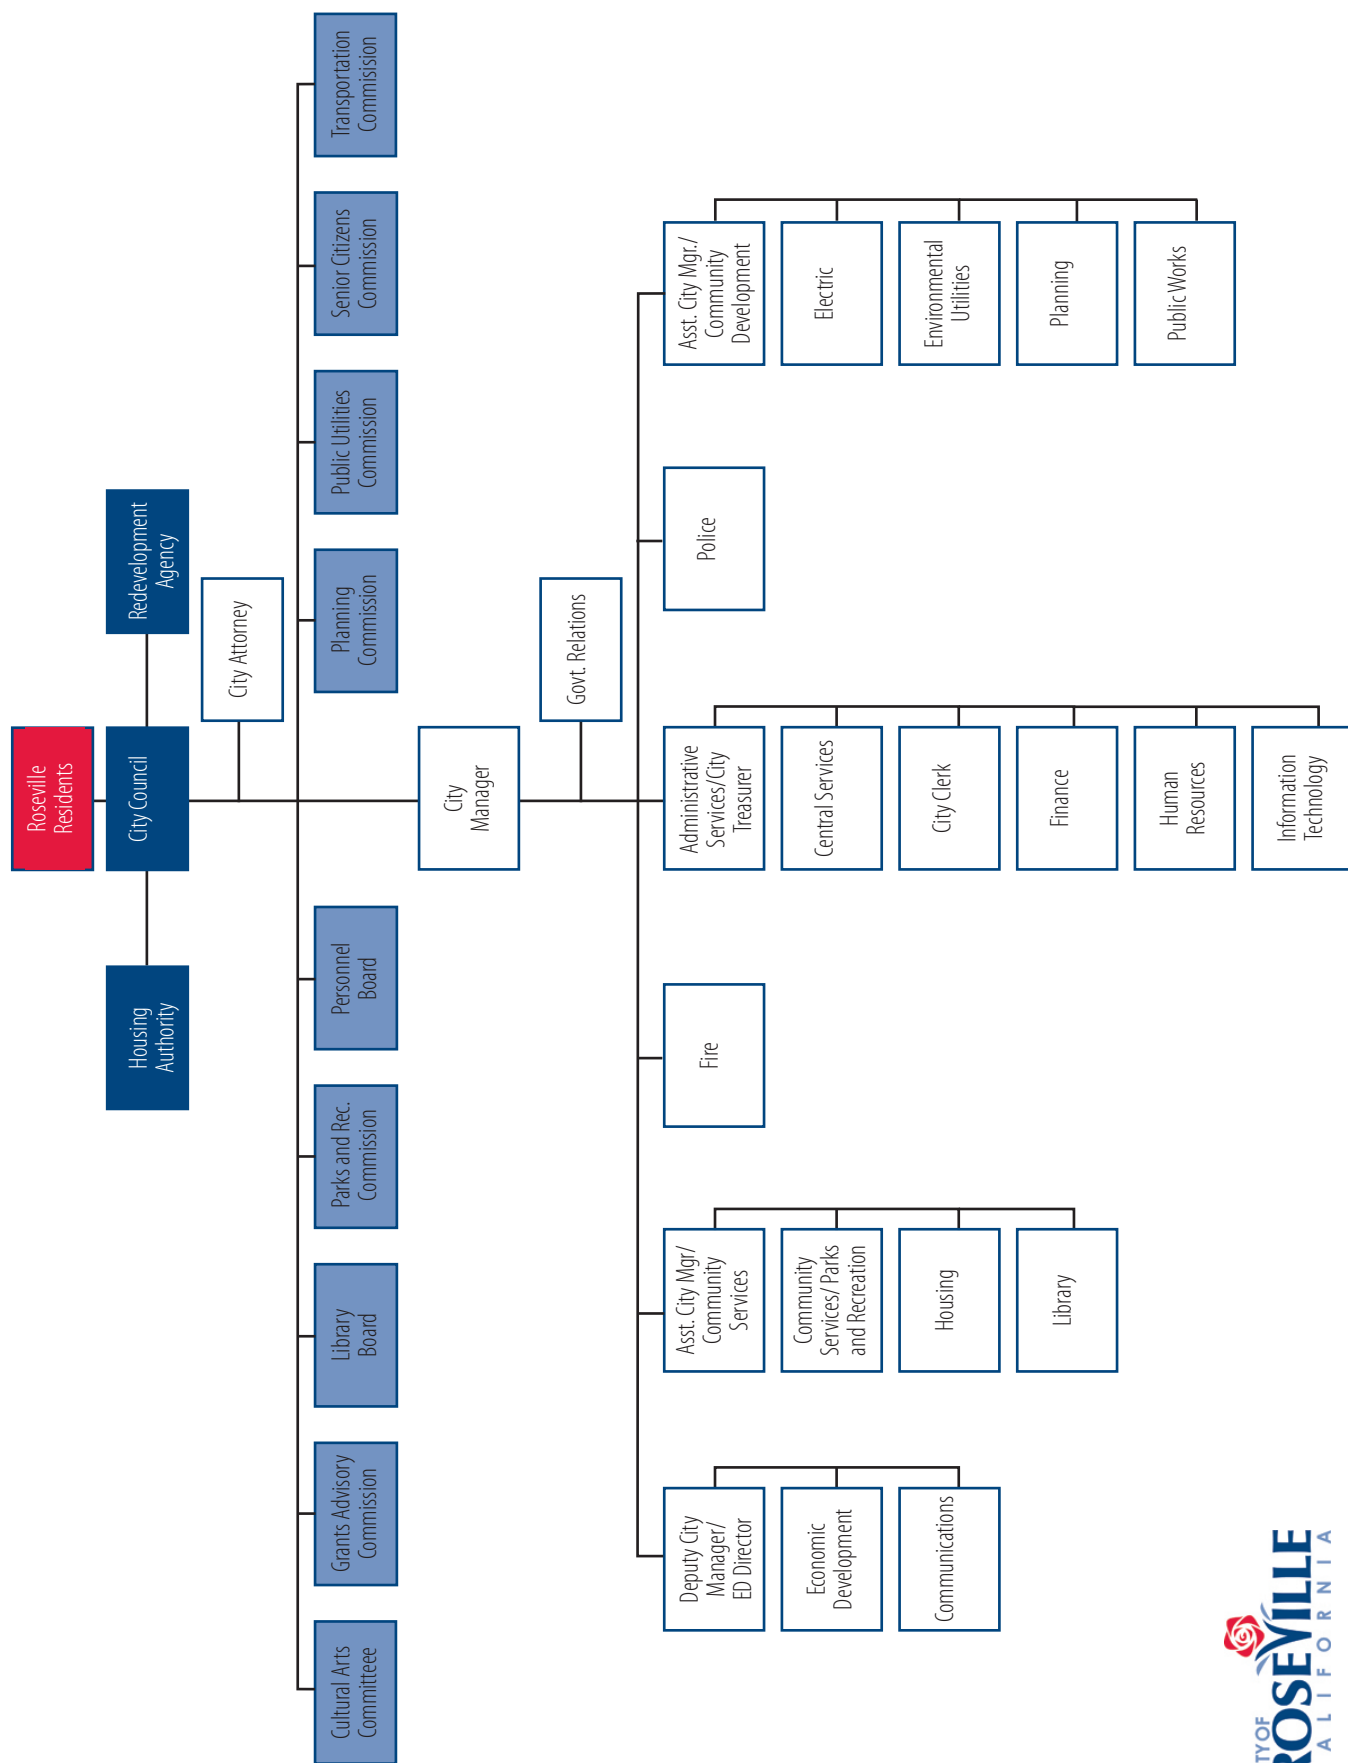 Roseville
Residents
Housing
Authority
City Council
Redevelopment
Agency
City Attorney
Cultural Arts
Committeee
Grants Advisory
Commission
Library
Board
Parks and Rec.
Commission
Personnel
Board
Planning
Commission
Public Utilities
Commission
Senior Citizens
Commission
Transportation
Commisision
City
Manager
Govt. Relations
Deputy City
Manager/
ED Director
Economic
Development
Communications
Asst. City Mgr/
Community
Services
Community
Services/ Parks
and Recreation
Housing
Library
Fire
Administrative
Services/City
Treasurer
Central Services
City Clerk
Finance
Human
Resources
Information
Technology
Police
Asst. City Mgr./
Community
Development
Electric
Environmental
Utilities
Planning
Public Works
TY OF
ROSEVILLE
ALIFORNIA